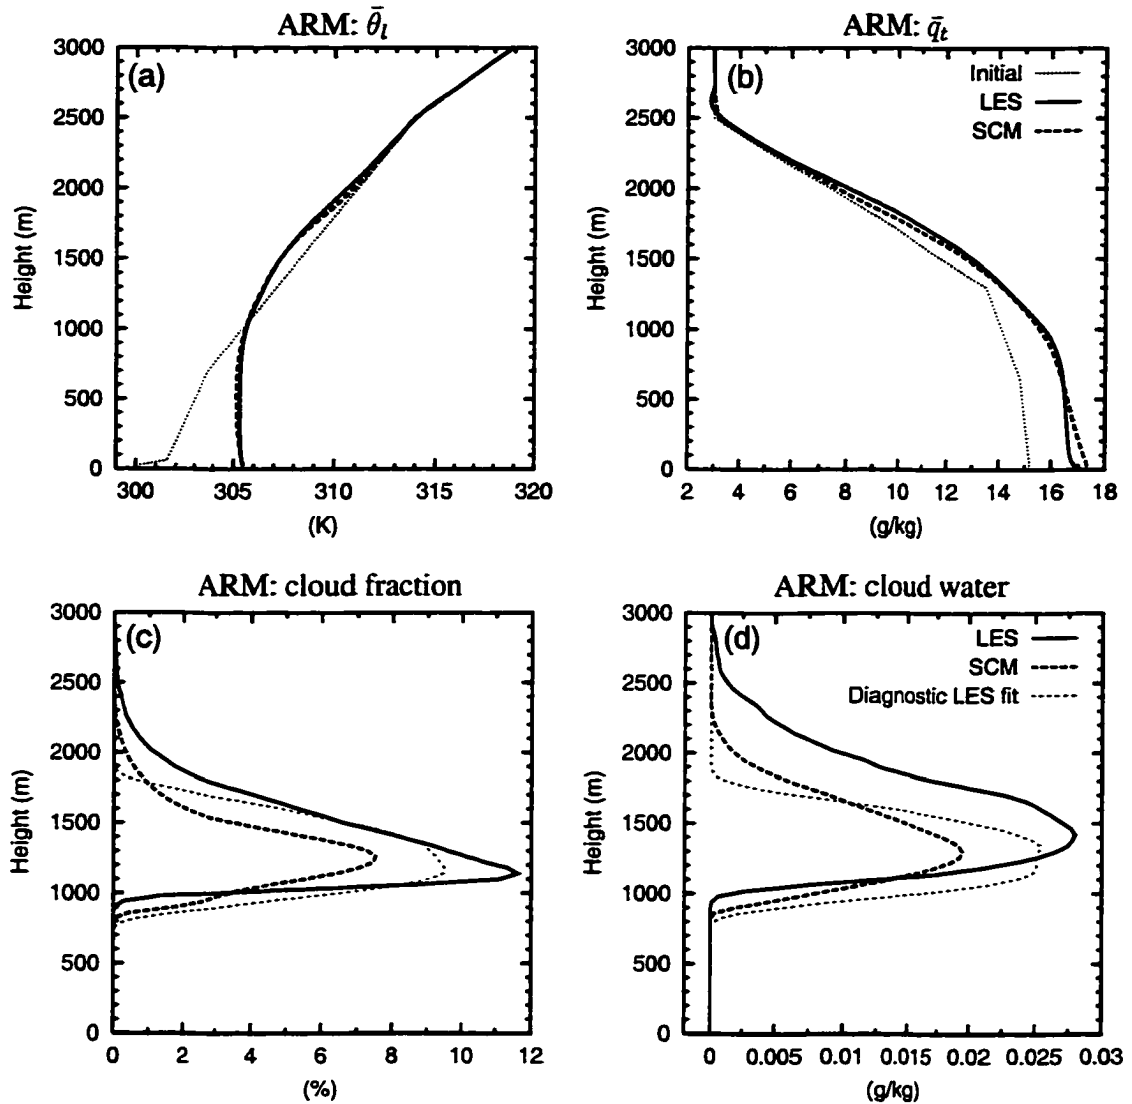 ARM: θ̄l
(a)
3000
2500
2000
1500
1000
500
0
Height (m)
300 305 310 315 320
(K)
ARM: q̄t
(b)
Initial
LES
SCM
3000
2500
2000
1500
1000
500
0
Height (m)
2 4 6 8 10 12 14 16 18
(g/kg)
ARM: cloud fraction
(c)
3000
2500
2000
1500
1000
500
0
Height (m)
0 2 4 6 8 10 12
(%)
ARM: cloud water
(d)
LES
SCM
Diagnostic LES fit
3000
2500
2000
1500
1000
500
0
Height (m)
0 0.005 0.01 0.015 0.02 0.025 0.03
(g/kg)